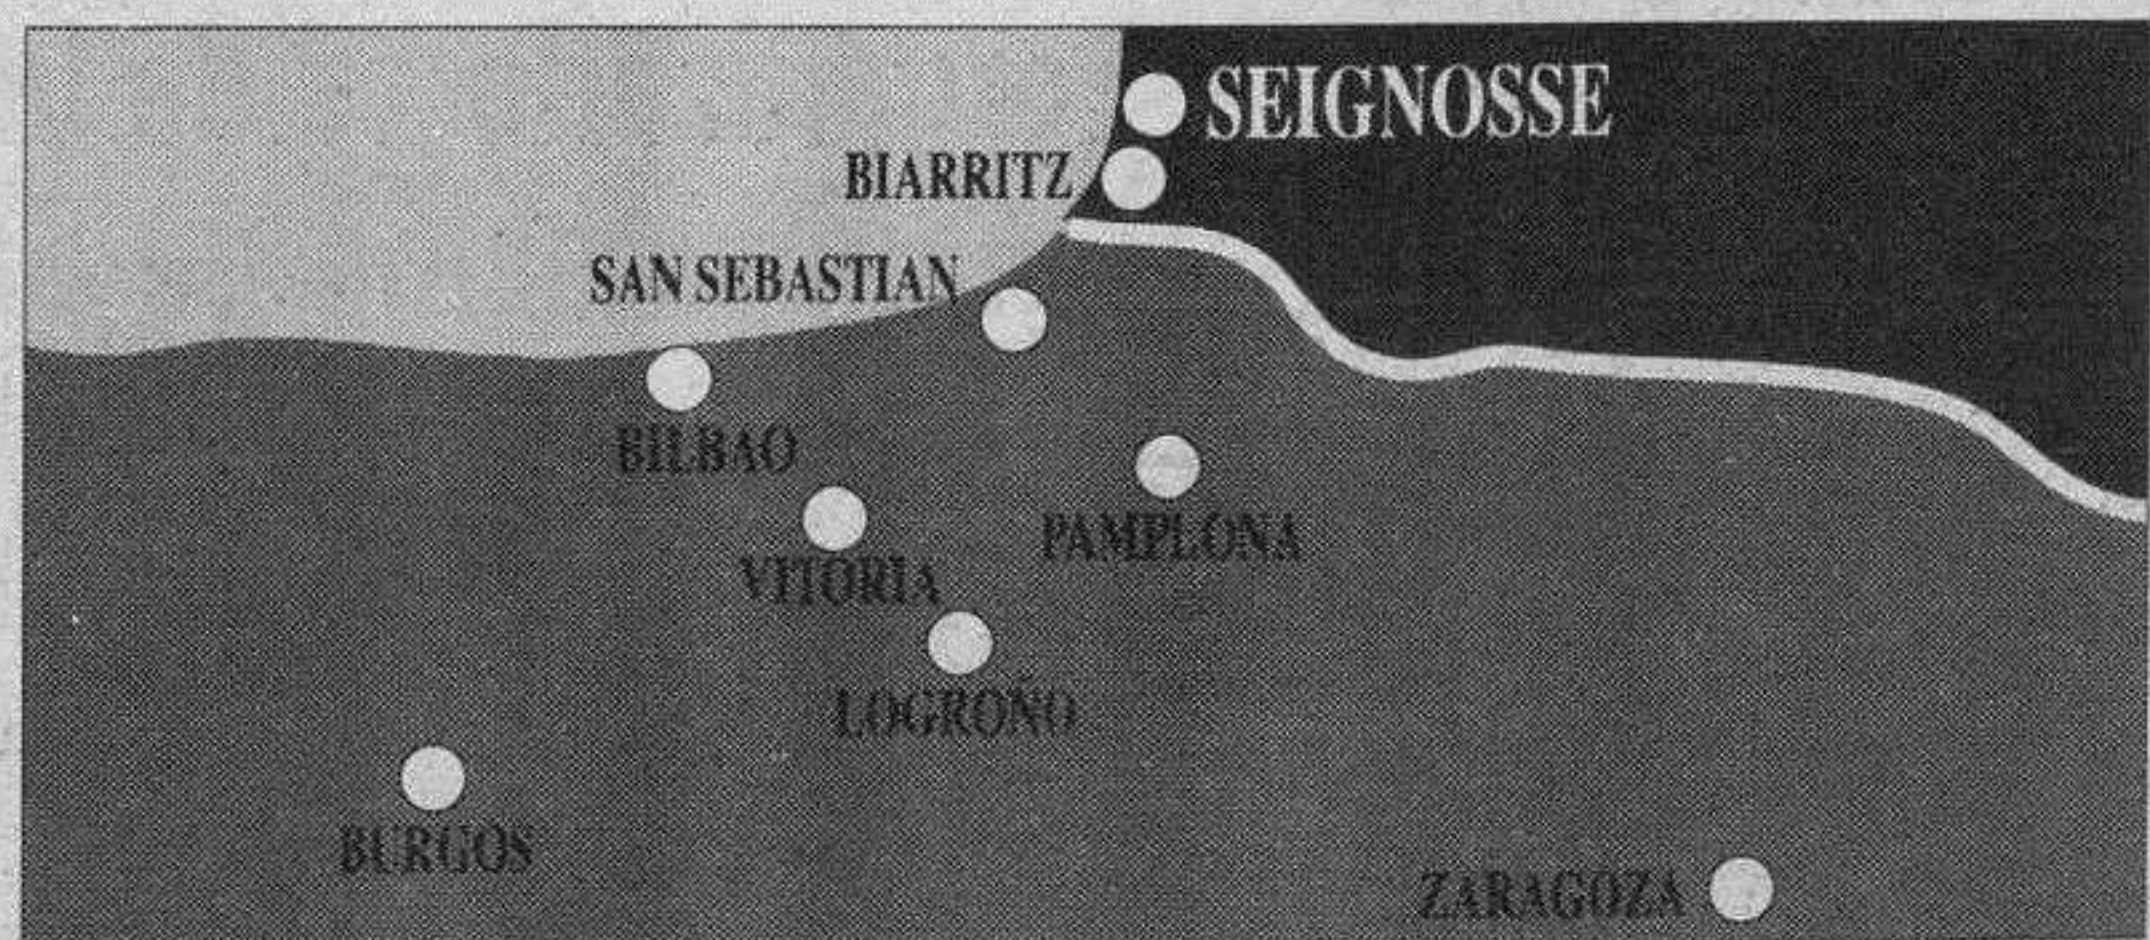 SEIGNOSSE
BIARRITZ
SAN SEBASTIAN
BILBAO
PAMPLONA
VITORIA
LOGROÑO
BURGOS
ZARAGOZA